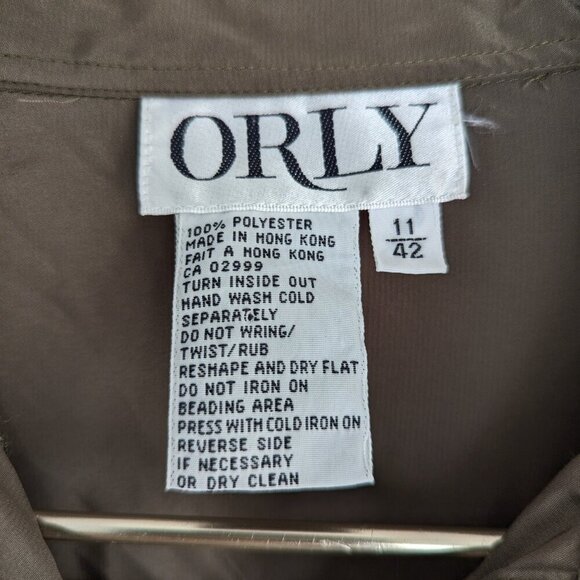 ORLY
100% POLYESTER
MADE IN HONG KONG
FAIT A HONG KONG
CA 02999
TURN INSIDE OUT
HAND WASH COLD
SEPARATELY
DO NOT WRING/
TWIST/RUB
RESHAPE AND DRY FLAT
DO NOT IRON ON
BEADING AREA
PRESS WITH COLD IRON ON
REVERSE SIDE
IF NECESSARY
OR DRY CLEAN
11
42